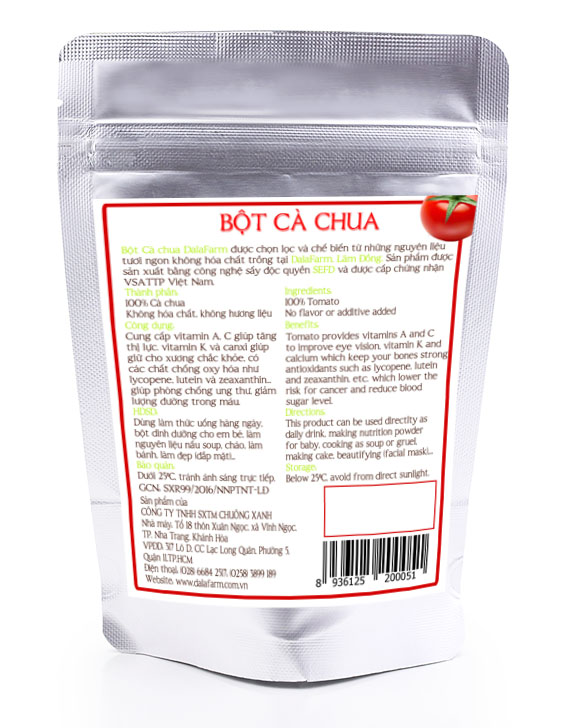 BỘT CÀ CHUA
Bột Cà chua DalaFarm được chọn lọc và chế biến từ những nguyên liệu
tươi ngon không hóa chất trồng tại DalaFarm, Lâm Đồng. Sản phẩm được
sản xuất bằng công nghệ sấy độc quyền SEFD và được cấp chứng nhận
VSATTP Việt Nam.
Thành phần.
100% Cà chua
Không hóa chất, không hương liệu
Công dụng.
Cung cấp vitamin A, C giúp tăng
thị lực, vitamin K và canxi giúp
giữ cho xương chắc khỏe, có
các chất chống oxy hóa như
lycopene, lutein và zeaxanthin...
giúp phòng chống ung thư, giảm
lượng đường trong máu.
HDSD.
Dùng làm thức uống hàng ngày,
bột dinh dưỡng cho em bé, làm
nguyên liệu nấu soup, cháo, làm
bánh, làm đẹp (đắp mặt)...
Bảo quản.
Dưới 25ºC, tránh ánh sáng trực tiếp.
GCN: SXR99/2016/NNPTNT-LĐ
Ingredients.
100% Tomato
No flavor or additive added
Benefits.
Tomato provides vitamins A and C
to improve eye vision, vitamin K and
calcium which keep your bones strong,
antioxidants such as lycopene, lutein
and zeaxanthin, etc. which lower the
risk for cancer and reduce blood
sugar level.
Directions.
This product can be used directity as
daily drink, making nutrition powder
for baby, cooking as soup or gruel,
making cake, beautifying (facial mask)...
Storage.
Below 25ºC, avoid from direct sunlight.
Sản phẩm của
CÔNG TY TNHH SXTM CHUÔNG XANH
Nhà máy. Tổ 18 thôn Xuân Ngọc, xã Vĩnh Ngọc,
TP. Nha Trang, Khánh Hòa
VPDD: 317 Lô D, CC Lạc Long Quân, Phường 5,
Quận 11,TP.HCM
Điện thoại. (028) 6684 2517; (0258) 3899 189
Website. www.dalafarm.com.vn
8 936125 200051